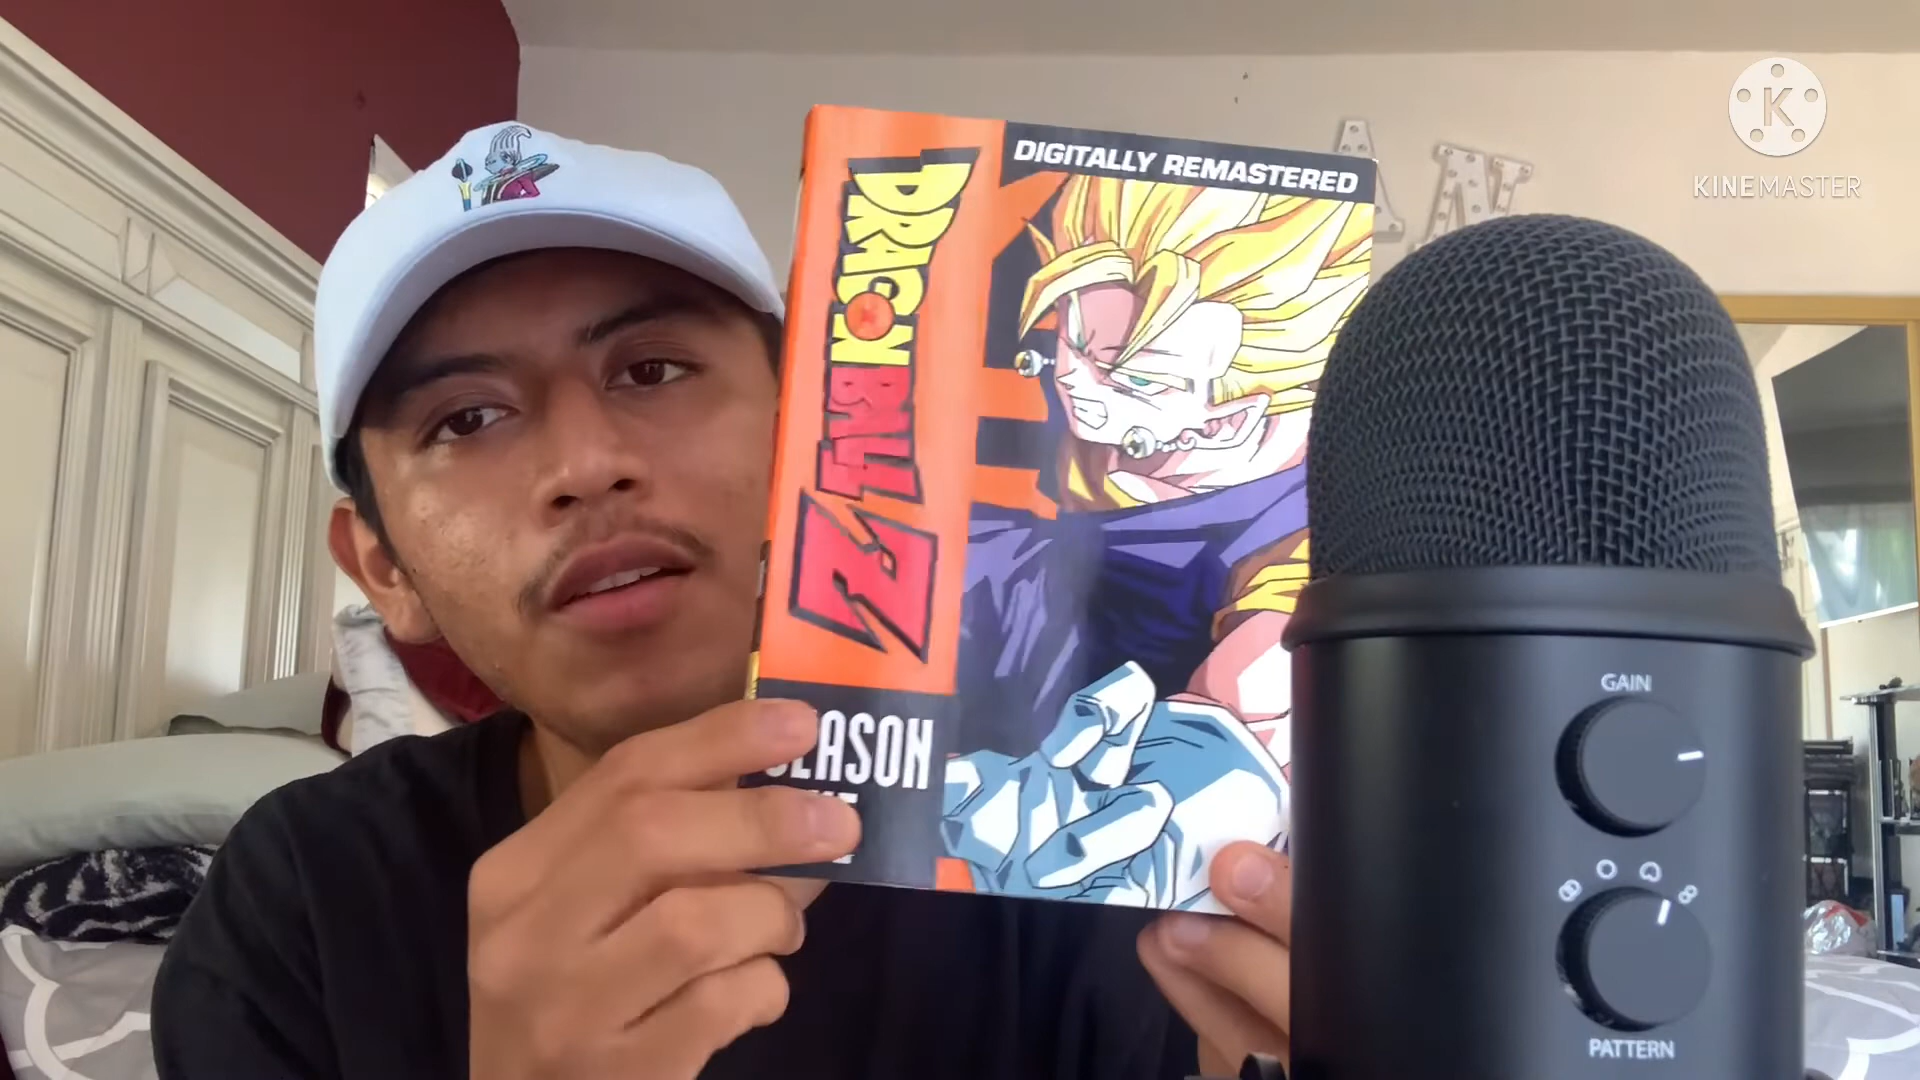 DIGITALLY REMASTERED
DRAGON
BALL
Z
SEASON
KINEMASTER
K
GAIN
PATTERN